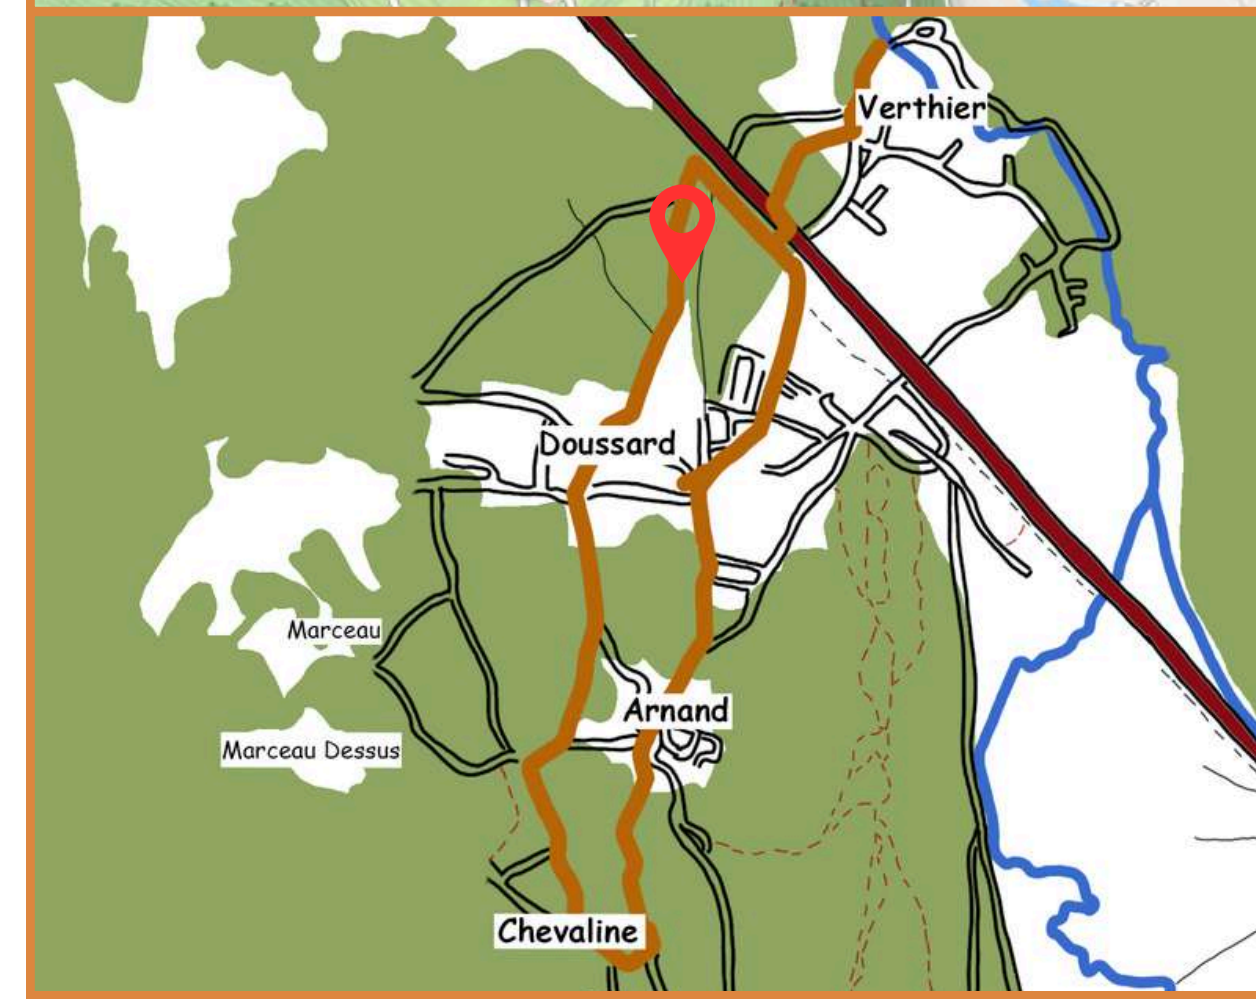 Verthier
Doussard
Marceau
Arnand
Marceau Dessus
Chevaline